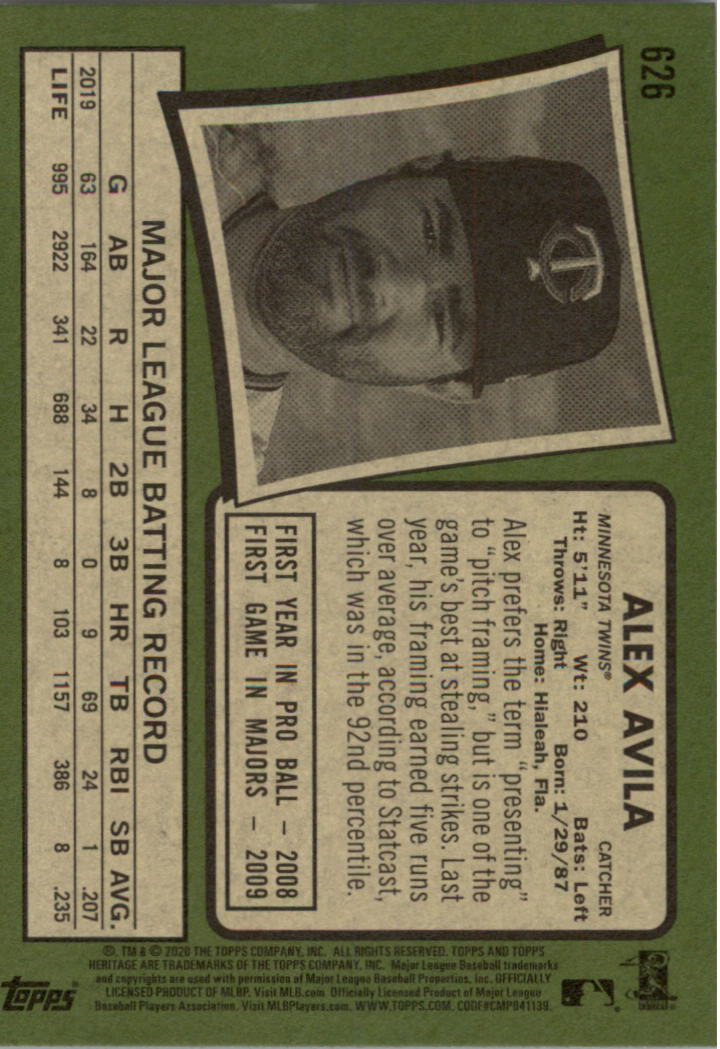 626
ALEX AVILA
MINNESOTA TWINS® CATCHER
Ht: 5'11" Wt: 210 Bats: Left
Throws: Right Born: 1/29/87
Home: Hialeah, Fla.
Alex prefers the term "presenting"
to "pitch framing," but is one of the
game's best at stealing strikes. Last
year, his framing earned five runs
over average, according to Statcast,
which was in the 92nd percentile.
FIRST YEAR IN PRO BALL – 2008
FIRST GAME IN MAJORS – 2009
MAJOR LEAGUE BATTING RECORD
G AB R H 2B 3B HR TB RBI SB AVG.
2019 63 164 22 34 8 0 9 69 24 1 .207
LIFE 995 2922 341 688 144 8 103 1157 386 8 .235
®, TM & © 2020 THE TOPPS COMPANY, INC. ALL RIGHTS RESERVED. TOPPS AND TOPPS
HERITAGE ARE TRADEMARKS OF THE TOPPS COMPANY, INC. Major League Baseball trademarks
and copyrights are used with permission of Major League Baseball Properties, Inc. OFFICIALLY
LICENSED PRODUCT OF MLBP. Visit MLB.com Officially Licensed Product of Major League
Baseball Players Association. Visit MLBPlayers.com. WWW.TOPPS.COM. CODE#CMP041139.
topps